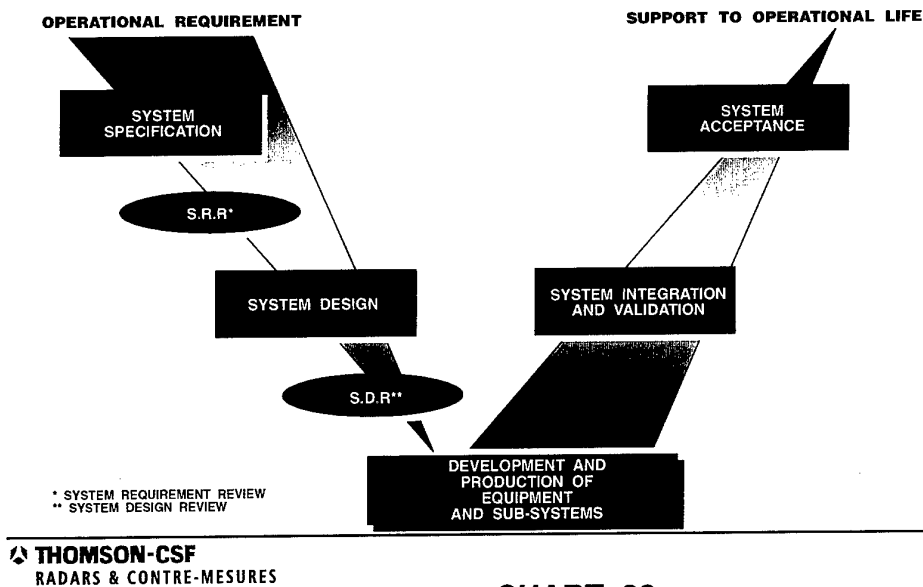 OPERATIONAL REQUIREMENT
SUPPORT TO OPERATIONAL LIFE
SYSTEM
SPECIFICATION
SYSTEM
ACCEPTANCE
S.R.R*
SYSTEM DESIGN
SYSTEM INTEGRATION
AND VALIDATION
S.D.R**
DEVELOPMENT AND
PRODUCTION OF
EQUIPMENT
AND SUB-SYSTEMS
* SYSTEM REQUIREMENT REVIEW
** SYSTEM DESIGN REVIEW
THOMSON-CSF
RADARS & CONTRE-MESURES